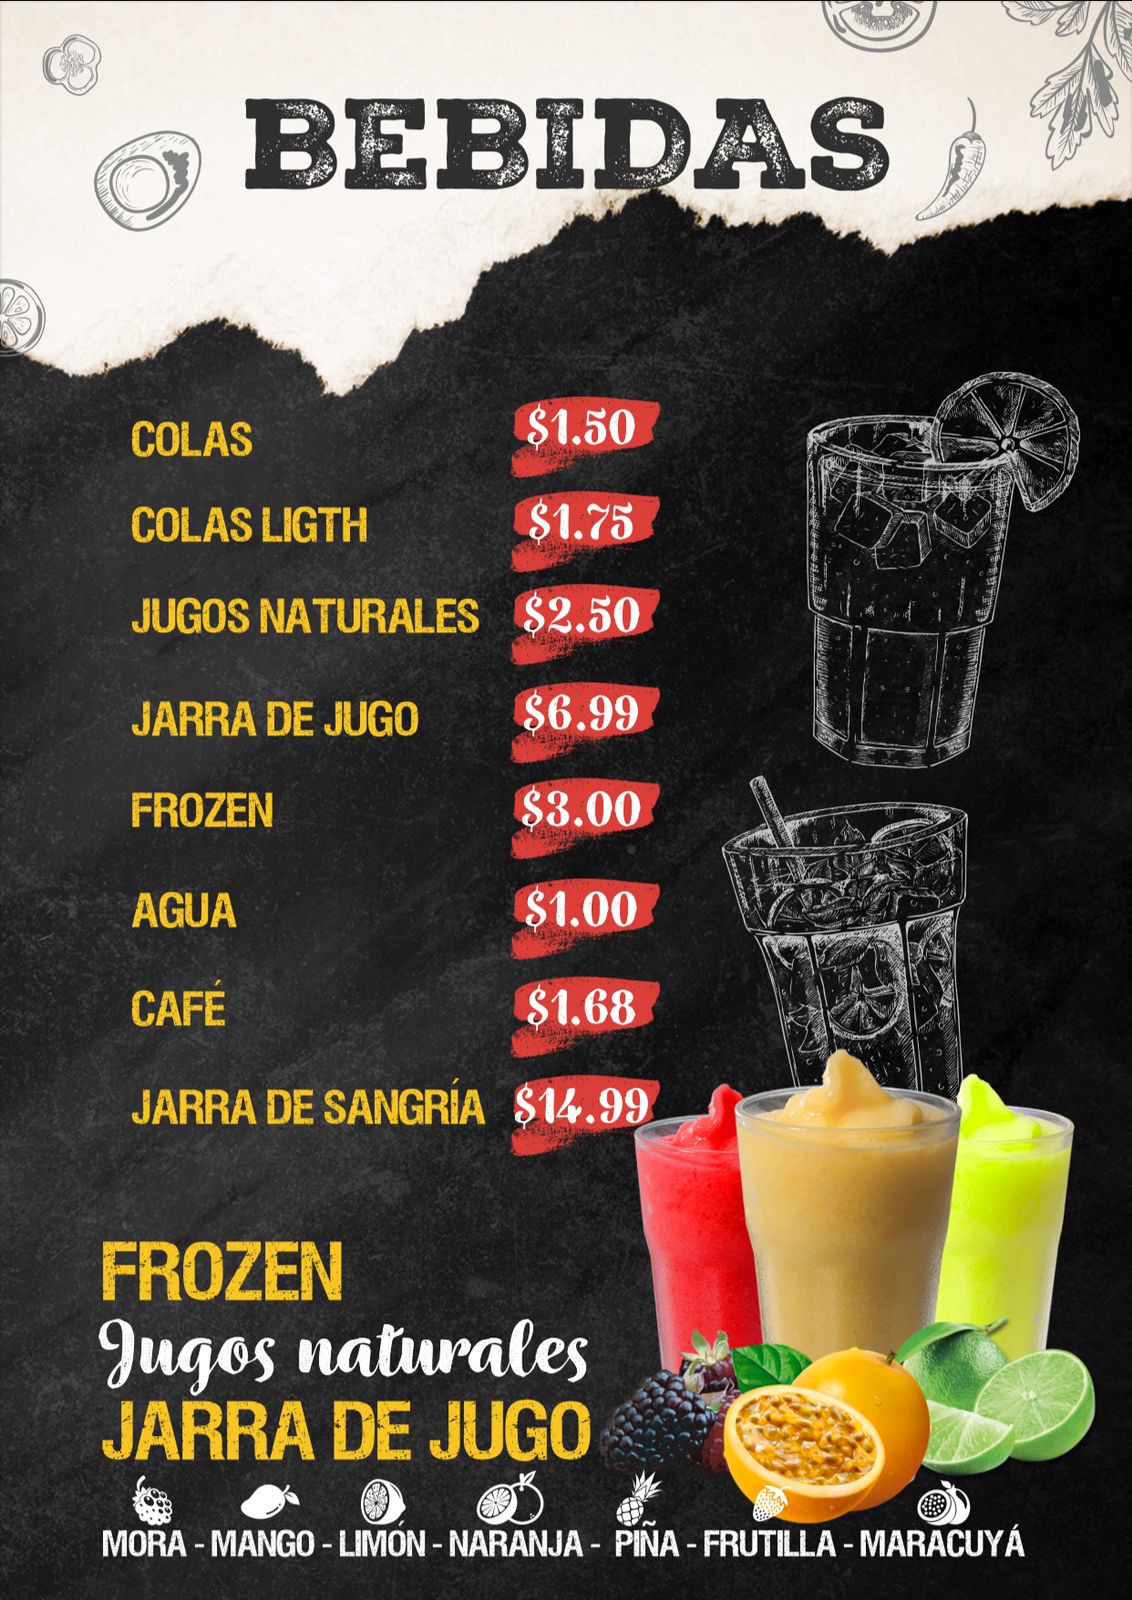 BEBIDAS
COLAS $1.50
COLAS LIGTH $1.75
JUGOS NATURALES $2.50
JARRA DE JUGO $6.99
FROZEN $3.00
AGUA $1.00
CAFÉ $1.68
JARRA DE SANGRÍA $14.99
FROZEN
Jugos naturales
JARRA DE JUGO
MORA - MANGO - LIMÓN - NARANJA - PIÑA - FRUTILLA - MARACUYÁ